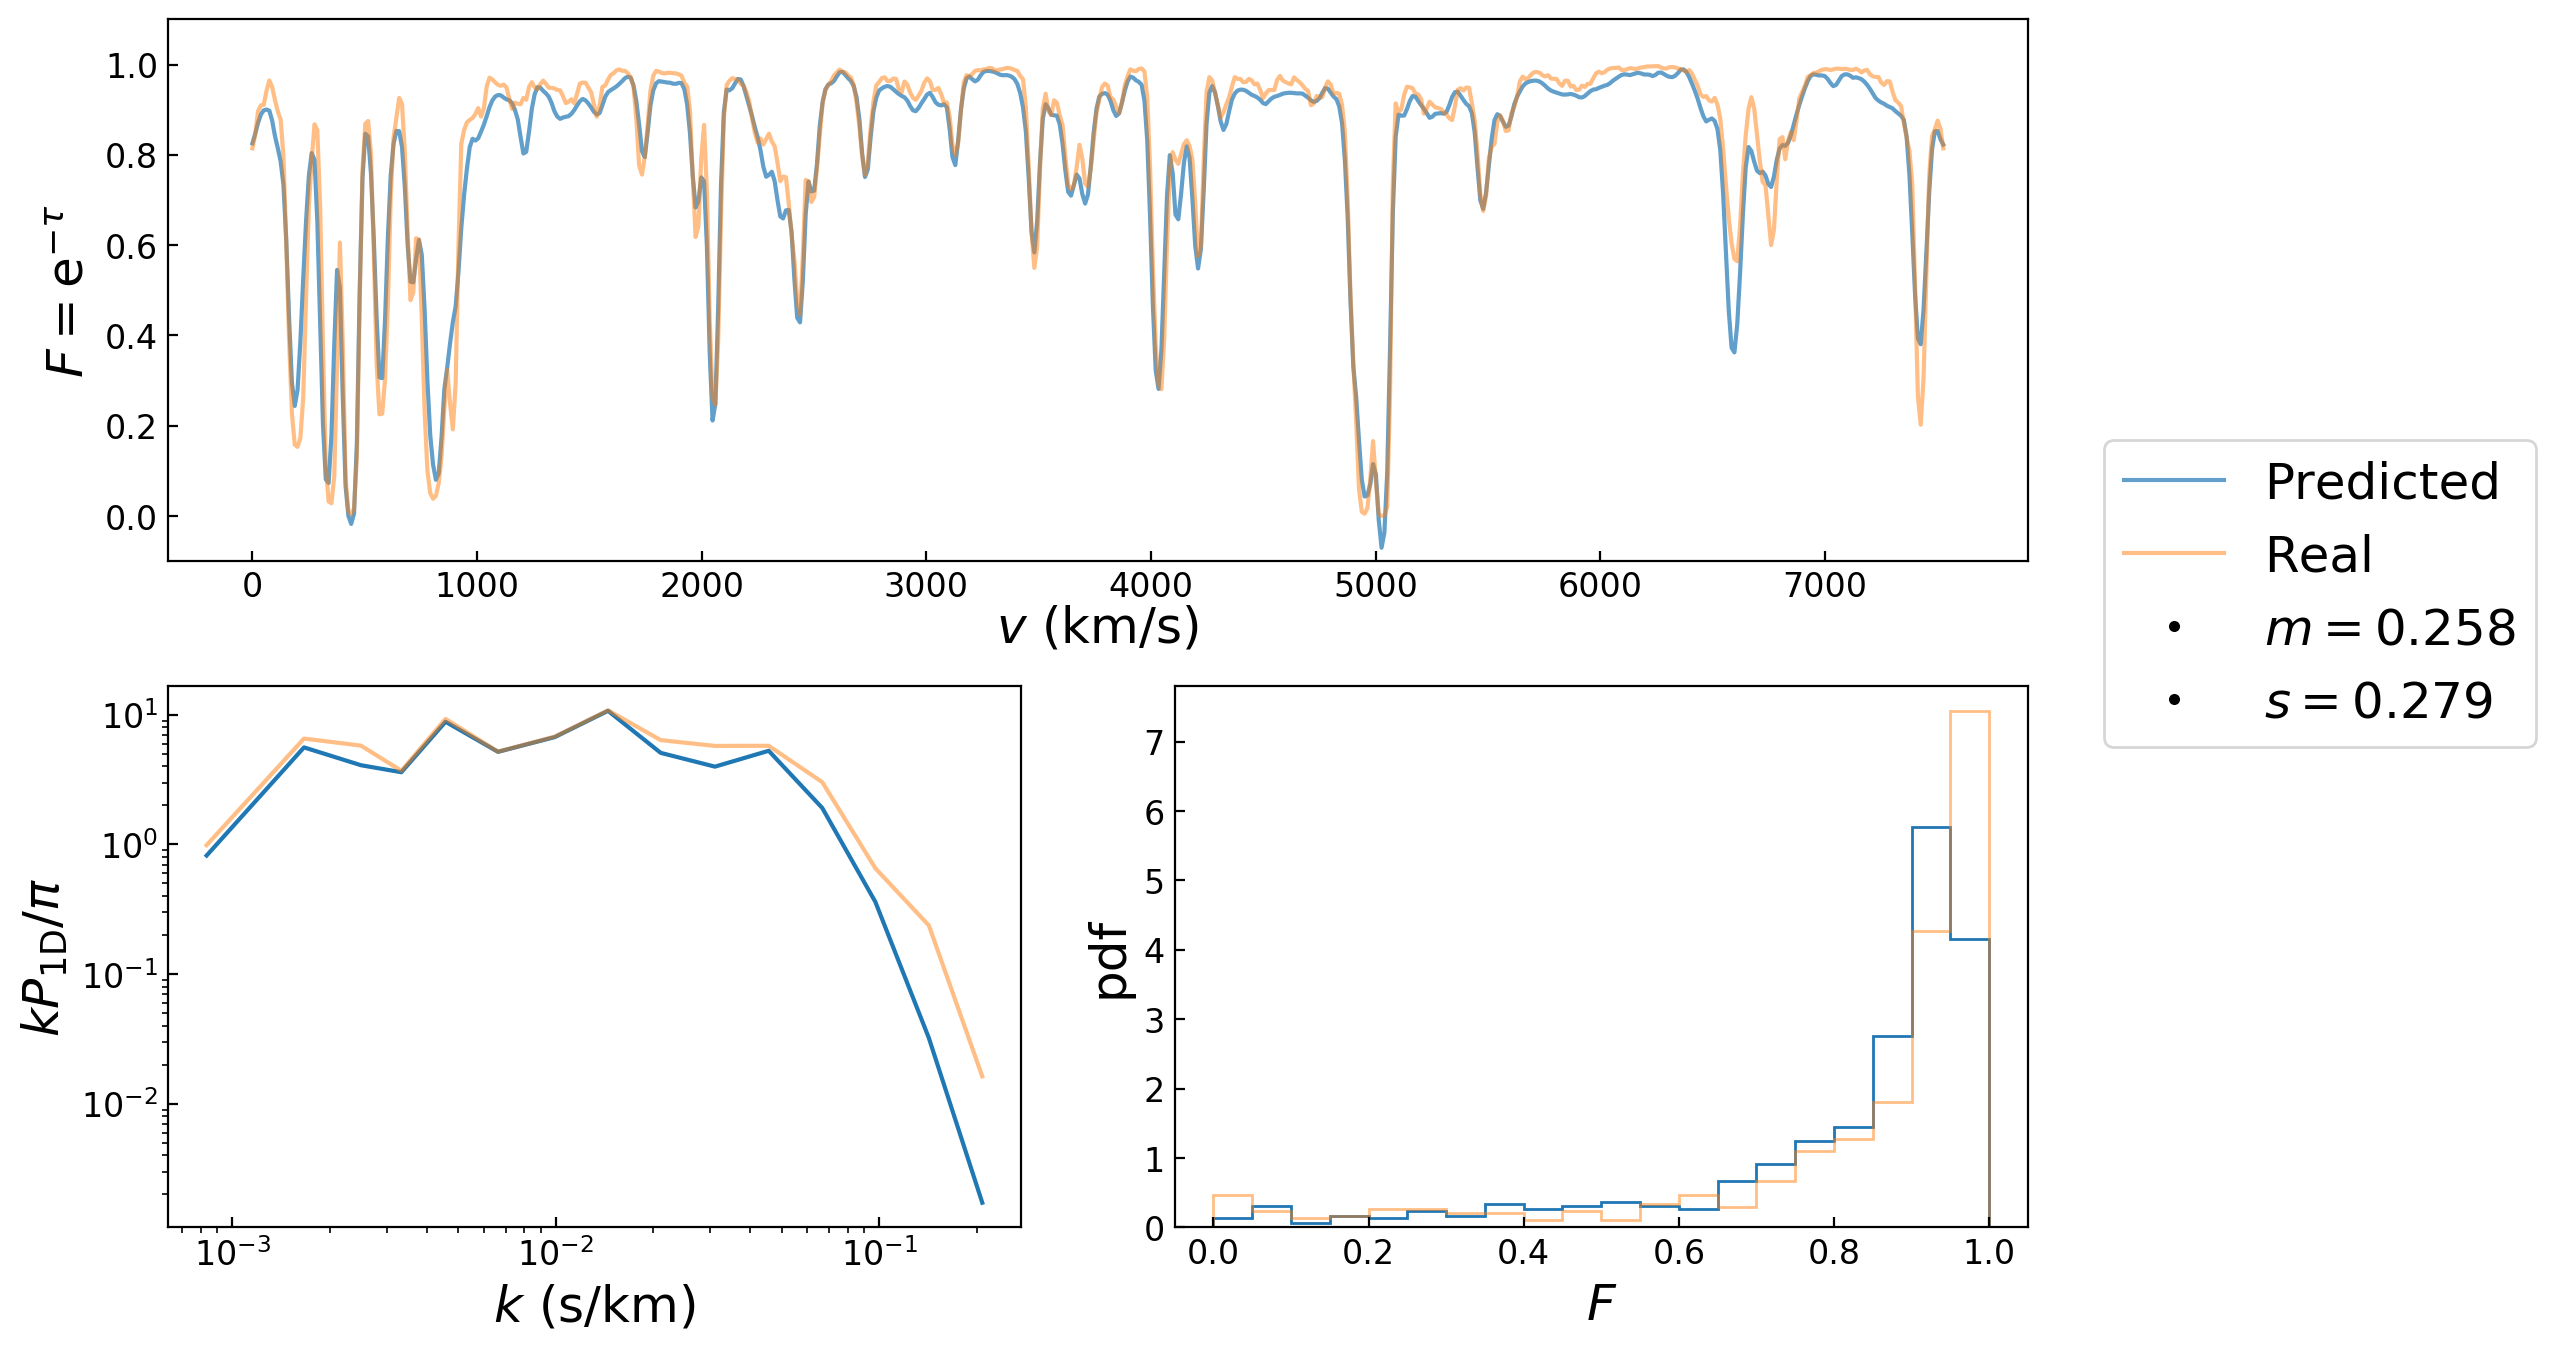 1.0
0.8
0.6
0.4
0.2
0.0
F = e^{−τ}
0 1000 2000 3000 4000 5000 6000 7000
v (km/s)
Predicted
Real
m = 0.258
s = 0.279
10^1
10^0
10^{−1}
10^{−2}
kP_{1D}/π
10^{−3} 10^{−2} 10^{−1}
k (s/km)
7
6
5
4
3
2
1
0
pdf
0.0 0.2 0.4 0.6 0.8 1.0
F